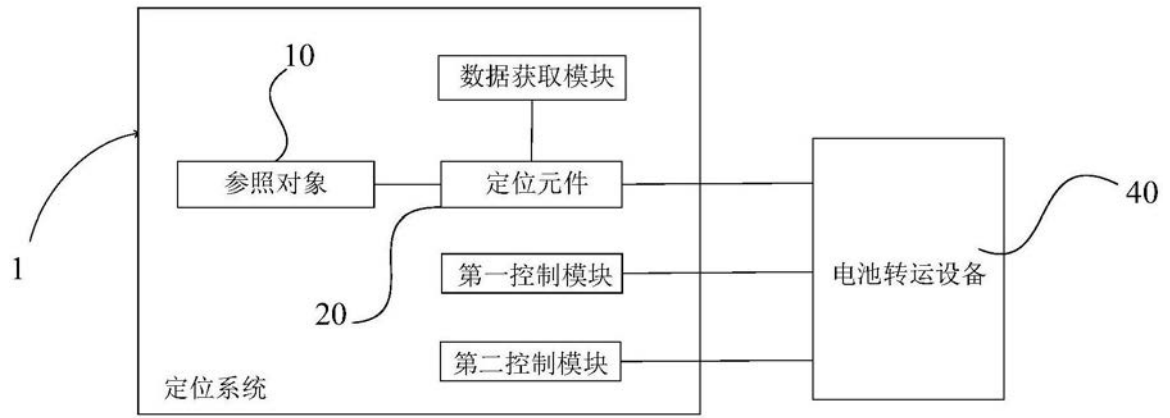 10
数据获取模块
参照对象
定位元件
40
1
第一控制模块
电池转运设备
20
第二控制模块
定位系统